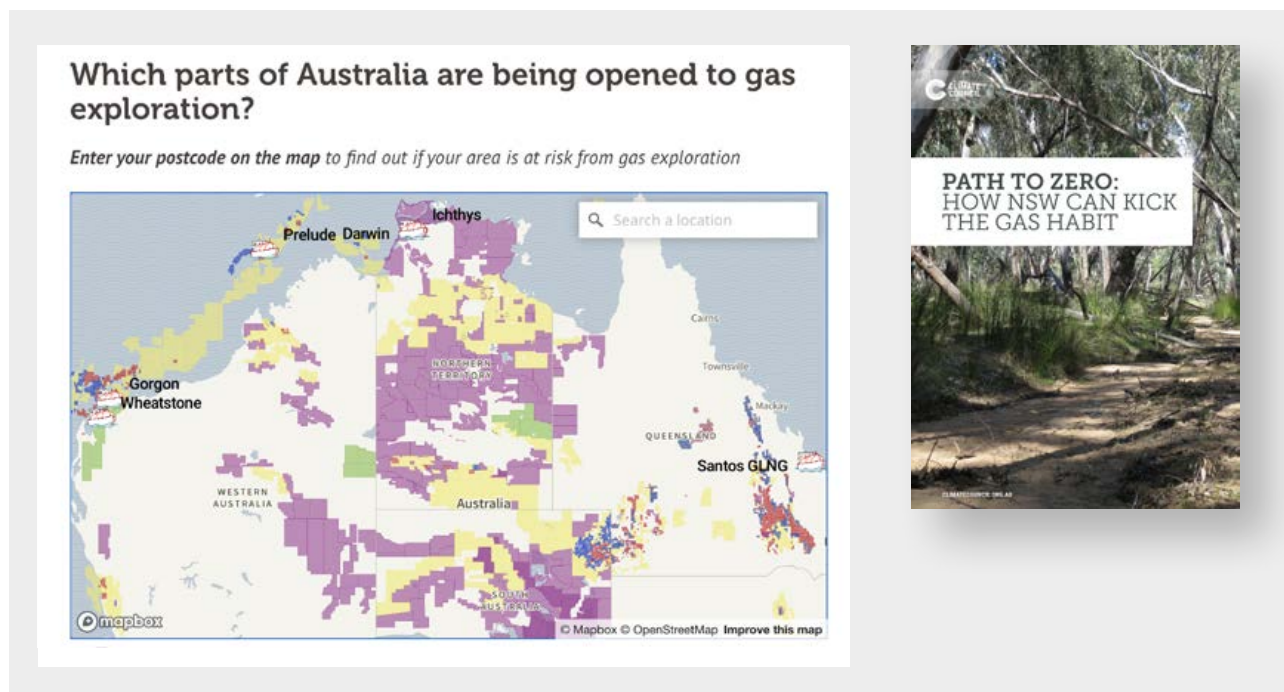 Which parts of Australia are being opened to gas
exploration?
Enter your postcode on the map to find out if your area is at risk from gas exploration
Search a location
Ichthys
Prelude Darwin
Cairns
NORTHERN
TERRITORY
Townsville
Gorgon
Wheatstone
Mackay
QUEENSLAND
Santos GLNG
WESTERN
AUSTRALIA
Australia
SOUTH
AUSTRALIA
mapbox
© Mapbox © OpenStreetMap Improve this map
CLIMATE
COUNCIL
PATH TO ZERO:
HOW NSW CAN KICK
THE GAS HABIT
CLIMATECOUNCIL.ORG.AU